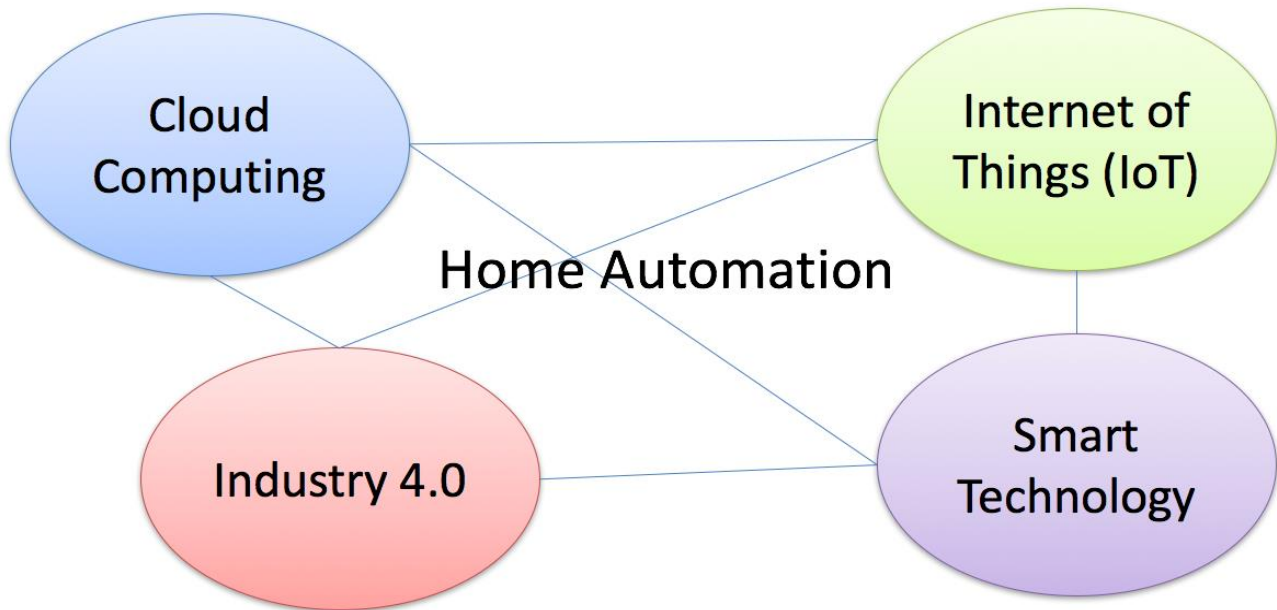 Cloud
Computing
Internet of
Things (IoT)
Home Automation
Industry 4.0
Smart
Technology